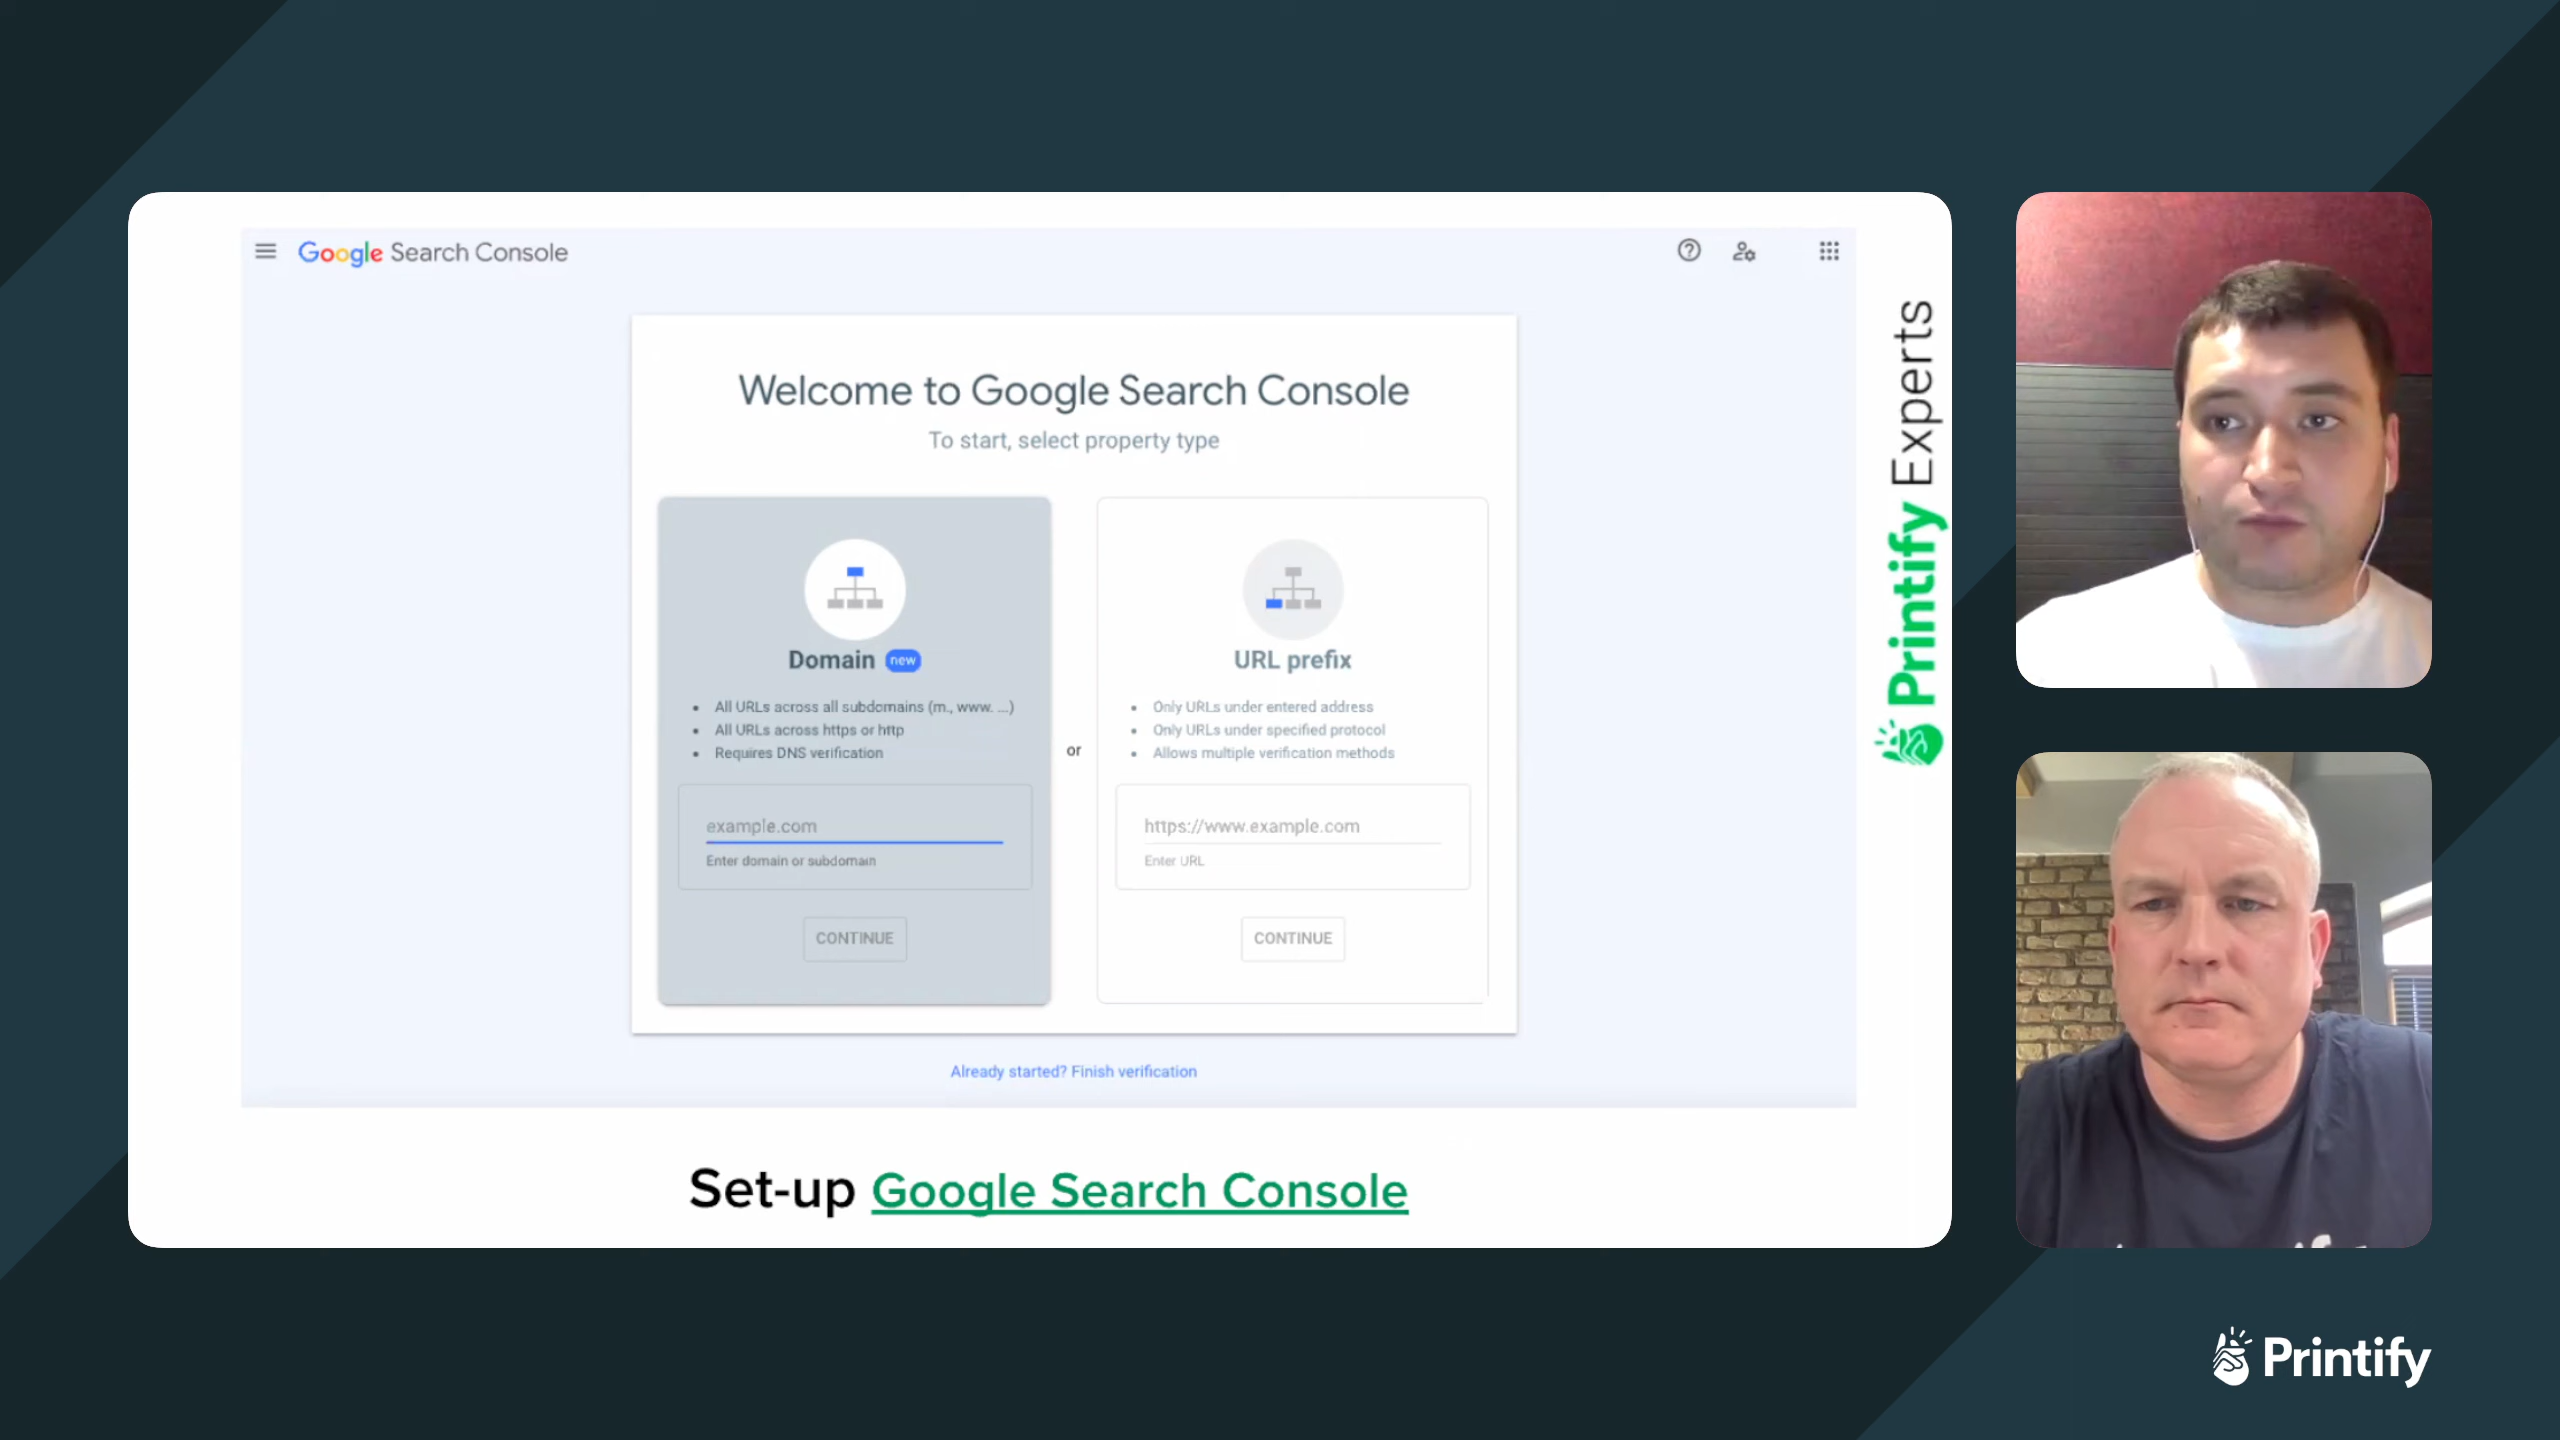 Google Search Console
Welcome to Google Search Console
To start, select property type
Domain new
All URLs across all subdomains (m., www. ...)
All URLs across https or http
Requires DNS verification
example.com
Enter domain or subdomain
CONTINUE
or
URL prefix
Only URLs under entered address
Only URLs under specified protocol
Allows multiple verification methods
https://www.example.com
Enter URL
CONTINUE
Already started? Finish verification
Set-up Google Search Console
Printify Experts
Printify